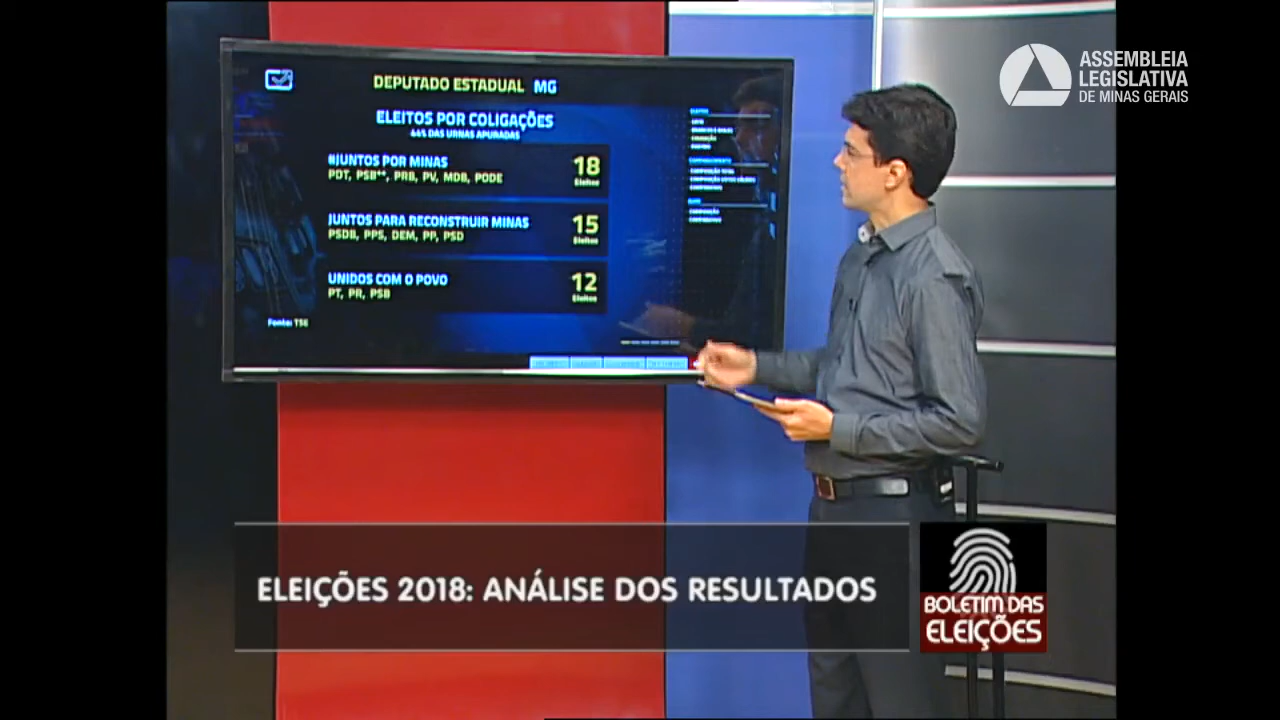 ASSEMBLEIA
LEGISLATIVA
DE MINAS GERAIS
DEPUTADO ESTADUAL MG
ELEITOS POR COLIGAÇÕES
44% DAS URNAS APURADAS
#JUNTOS POR MINAS
PDT, PSB**, PRB, PV, MDB, PODE
18
Eleitos
JUNTOS PARA RECONSTRUIR MINAS
PSDB, PPS, DEM, PP, PSD
15
Eleitos
UNIDOS COM O POVO
PT, PR, PSB
12
Eleitos
Fonte: TSE
ELEIÇÕES 2018: ANÁLISE DOS RESULTADOS
BOLETIM DAS
ELEIÇÕES